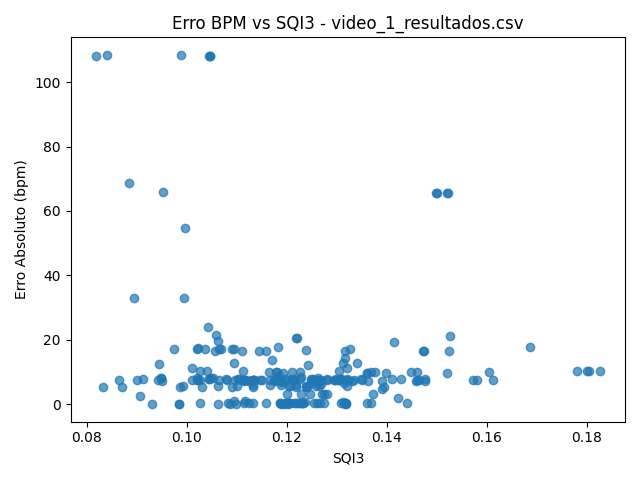 Erro BPM vs SQI3 - video_1_resultados.csv
Erro Absoluto (bpm)
100
80
60
40
20
0
0.08 0.10 0.12 0.14 0.16 0.18
SQI3